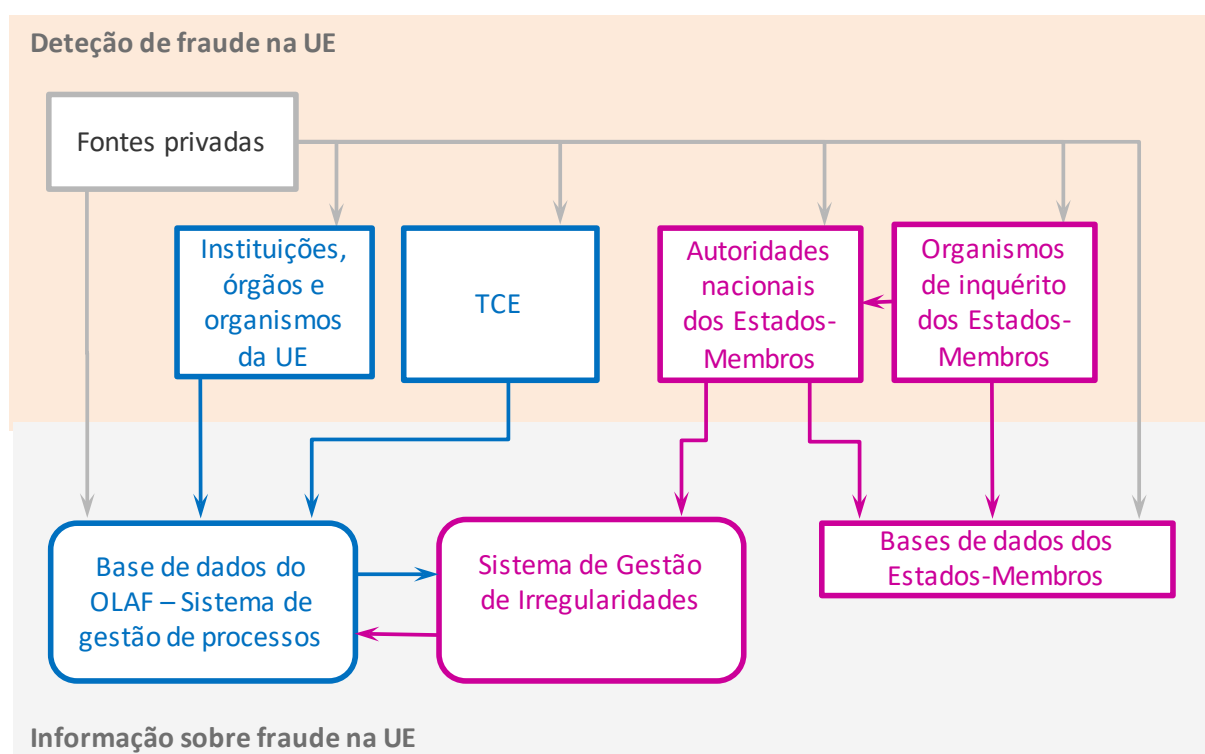 Deteção de fraude na UE
Fontes privadas
Instituições,
órgãos e
organismos
da UE
TCE
Autoridades
nacionais
dos Estados-
Membros
Organismos
de inquérito
dos Estados-
Membros
Base de dados do
OLAF – Sistema de
gestão de processos
Sistema de Gestão
de Irregularidades
Bases de dados dos
Estados-Membros
Informação sobre fraude na UE